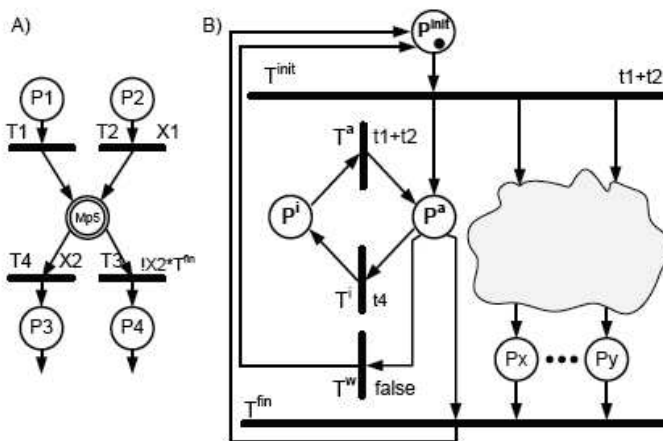 A)
B)
P^init
T^init
t1+t2
P1
P2
T1
T2
X1
T^a
t1+t2
Mp5
P^i
P^a
T4
X2
T3
!X2*T^fin
T^i
t4
P3
P4
Px
Py
T^w
false
T^fin